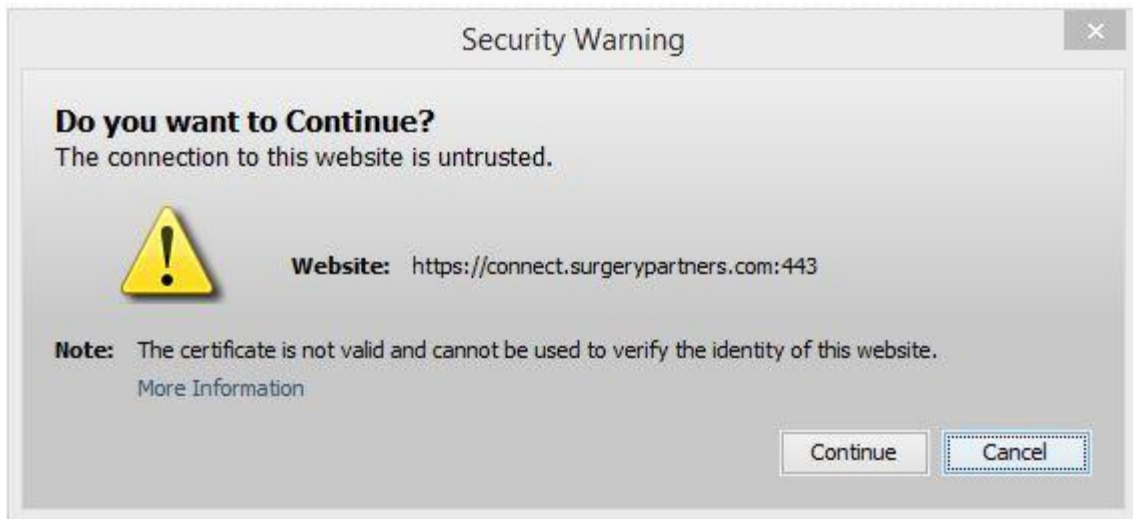 Security Warning
Do you want to Continue?
The connection to this website is untrusted.
Website: https://connect.surgerypartners.com:443
Note: The certificate is not valid and cannot be used to verify the identity of this website.
More Information
Continue Cancel